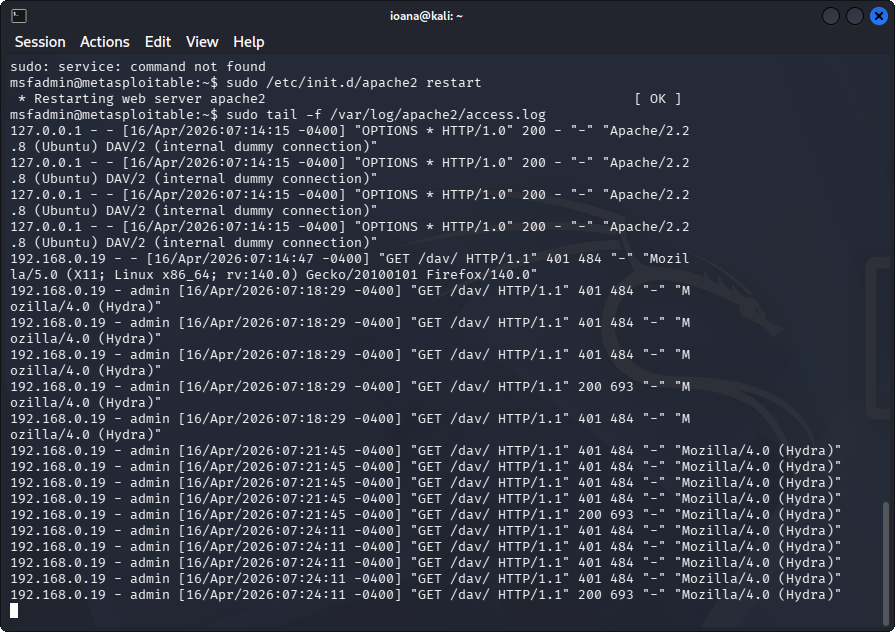 ioana@kali: ~
Session Actions Edit View Help
sudo: service: command not found
msfadmin@metasploitable:~$ sudo /etc/init.d/apache2 restart
 * Restarting web server apache2                                              [ OK ]
msfadmin@metasploitable:~$ sudo tail -f /var/log/apache2/access.log
127.0.0.1 - - [16/Apr/2026:07:14:15 -0400] "OPTIONS * HTTP/1.0" 200 - "-" "Apache/2.2
.8 (Ubuntu) DAV/2 (internal dummy connection)"
127.0.0.1 - - [16/Apr/2026:07:14:15 -0400] "OPTIONS * HTTP/1.0" 200 - "-" "Apache/2.2
.8 (Ubuntu) DAV/2 (internal dummy connection)"
127.0.0.1 - - [16/Apr/2026:07:14:15 -0400] "OPTIONS * HTTP/1.0" 200 - "-" "Apache/2.2
.8 (Ubuntu) DAV/2 (internal dummy connection)"
127.0.0.1 - - [16/Apr/2026:07:14:15 -0400] "OPTIONS * HTTP/1.0" 200 - "-" "Apache/2.2
.8 (Ubuntu) DAV/2 (internal dummy connection)"
192.168.0.19 - - [16/Apr/2026:07:14:47 -0400] "GET /dav/ HTTP/1.1" 401 484 "-" "Mozil
la/5.0 (X11; Linux x86_64; rv:140.0) Gecko/20100101 Firefox/140.0"
192.168.0.19 - admin [16/Apr/2026:07:18:29 -0400] "GET /dav/ HTTP/1.1" 401 484 "-" "M
ozilla/4.0 (Hydra)"
192.168.0.19 - admin [16/Apr/2026:07:18:29 -0400] "GET /dav/ HTTP/1.1" 401 484 "-" "M
ozilla/4.0 (Hydra)"
192.168.0.19 - admin [16/Apr/2026:07:18:29 -0400] "GET /dav/ HTTP/1.1" 401 484 "-" "M
ozilla/4.0 (Hydra)"
192.168.0.19 - admin [16/Apr/2026:07:18:29 -0400] "GET /dav/ HTTP/1.1" 200 693 "-" "M
ozilla/4.0 (Hydra)"
192.168.0.19 - admin [16/Apr/2026:07:18:29 -0400] "GET /dav/ HTTP/1.1" 401 484 "-" "M
ozilla/4.0 (Hydra)"
192.168.0.19 - admin [16/Apr/2026:07:21:45 -0400] "GET /dav/ HTTP/1.1" 401 484 "-" "Mozilla/4.0 (Hydra)"
192.168.0.19 - admin [16/Apr/2026:07:21:45 -0400] "GET /dav/ HTTP/1.1" 401 484 "-" "Mozilla/4.0 (Hydra)"
192.168.0.19 - admin [16/Apr/2026:07:21:45 -0400] "GET /dav/ HTTP/1.1" 401 484 "-" "Mozilla/4.0 (Hydra)"
192.168.0.19 - admin [16/Apr/2026:07:21:45 -0400] "GET /dav/ HTTP/1.1" 401 484 "-" "Mozilla/4.0 (Hydra)"
192.168.0.19 - admin [16/Apr/2026:07:21:45 -0400] "GET /dav/ HTTP/1.1" 200 693 "-" "Mozilla/4.0 (Hydra)"
192.168.0.19 - admin [16/Apr/2026:07:24:11 -0400] "GET /dav/ HTTP/1.1" 401 484 "-" "Mozilla/4.0 (Hydra)"
192.168.0.19 - admin [16/Apr/2026:07:24:11 -0400] "GET /dav/ HTTP/1.1" 401 484 "-" "Mozilla/4.0 (Hydra)"
192.168.0.19 - admin [16/Apr/2026:07:24:11 -0400] "GET /dav/ HTTP/1.1" 401 484 "-" "Mozilla/4.0 (Hydra)"
192.168.0.19 - admin [16/Apr/2026:07:24:11 -0400] "GET /dav/ HTTP/1.1" 401 484 "-" "Mozilla/4.0 (Hydra)"
192.168.0.19 - admin [16/Apr/2026:07:24:11 -0400] "GET /dav/ HTTP/1.1" 200 693 "-" "Mozilla/4.0 (Hydra)"